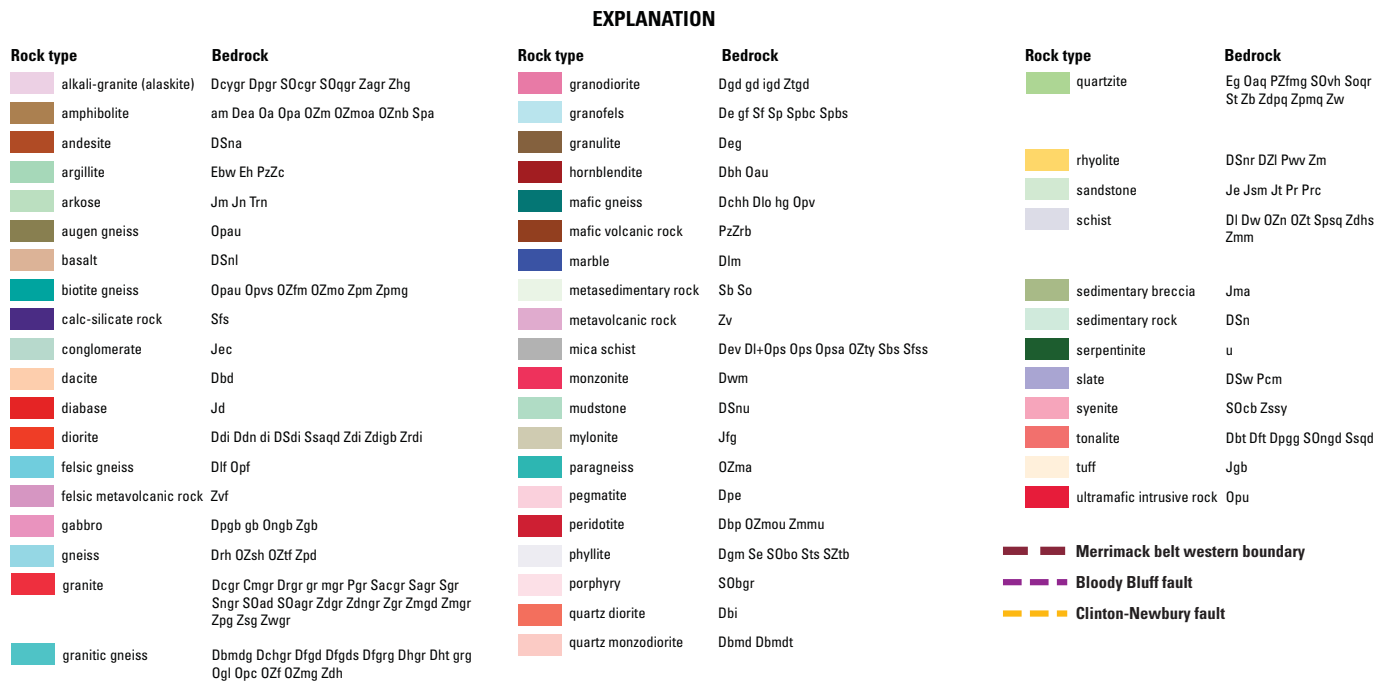 EXPLANATION
Rock type Bedrock
alkali-granite (alaskite) Dcygr Dpgr SOcgr SOqgr Zagr Zhg
amphibolite am Dea Oa Opa OZm OZmoa OZnb Spa
andesite DSna
argillite Ebw Eh PzZc
arkose Jm Jn Trn
augen gneiss Opau
basalt DSnl
biotite gneiss Opau Opvs OZfm OZmo Zpm Zpmg
calc-silicate rock Sfs
conglomerate Jec
dacite Dbd
diabase Jd
diorite Ddi Ddn di DSdi Ssaqd Zdi Zdigb Zrdi
felsic gneiss Dlf Opf
felsic metavolcanic rock Zvf
gabbro Dpgb gb Ongb Zgb
gneiss Drh OZsh OZtf Zpd
granite Dcgr Cmgr Drgr gr mgr Pgr Sacgr Sagr Sgr
Sngr SOad SOagr Zdgr Zdngr Zgr Zmgd Zmgr
Zpg Zsg Zwgr
granitic gneiss Dbmdg Dchgr Dfgd Dfgds Dfgrg Dhgr Dht grg
Ogl Opc OZf OZmg Zdh
Rock type Bedrock
granodiorite Dgd gd igd Ztgd
granofels De gf Sf Sp Spbc Spbs
granulite Deg
hornblendite Dbh Oau
mafic gneiss Dchh Dlo hg Opv
mafic volcanic rock PzZrb
marble Dlm
metasedimentary rock Sb So
metavolcanic rock Zv
mica schist Dev Dl+Ops Ops Opsa OZty Sbs Sfss
monzonite Dwm
mudstone DSnu
mylonite Jfg
paragneiss OZma
pegmatite Dpe
peridotite Dbp OZmou Zmmu
phyllite Dgm Se SObo Sts SZtb
porphyry SObgr
quartz diorite Dbi
quartz monzodiorite Dbmd Dbmdt
Rock type Bedrock
quartzite Eg Oaq PZfmg SOvh Soqr
St Zb Zdpq Zpmq Zw
rhyolite DSnr DZl Pwv Zm
sandstone Je Jsm Jt Pr Prc
schist Dl Dw OZn OZt Spsq Zdhs
Zmm
sedimentary breccia Jma
sedimentary rock DSn
serpentinite u
slate DSw Pcm
syenite SOcb Zssy
tonalite Dbt Dft Dpgg SOngd Ssqd
tuff Jgb
ultramafic intrusive rock Opu
Merrimack belt western boundary
Bloody Bluff fault
Clinton-Newbury fault